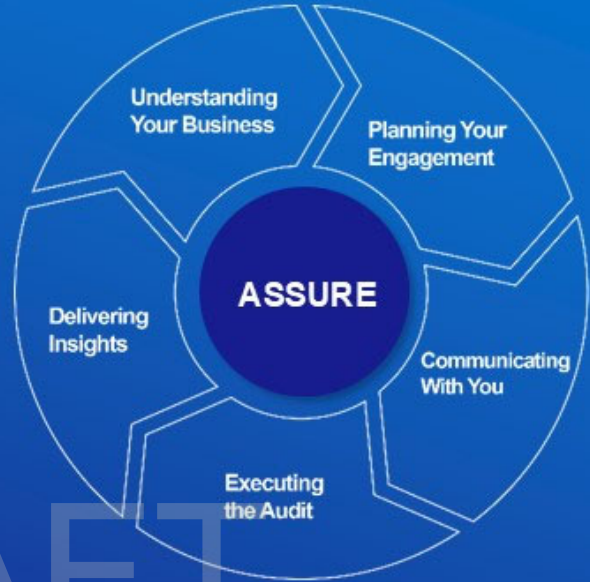 Understanding
Your Business
Planning Your
Engagement
ASSURE
Delivering
Insights
Communicating
With You
Executing
the Audit